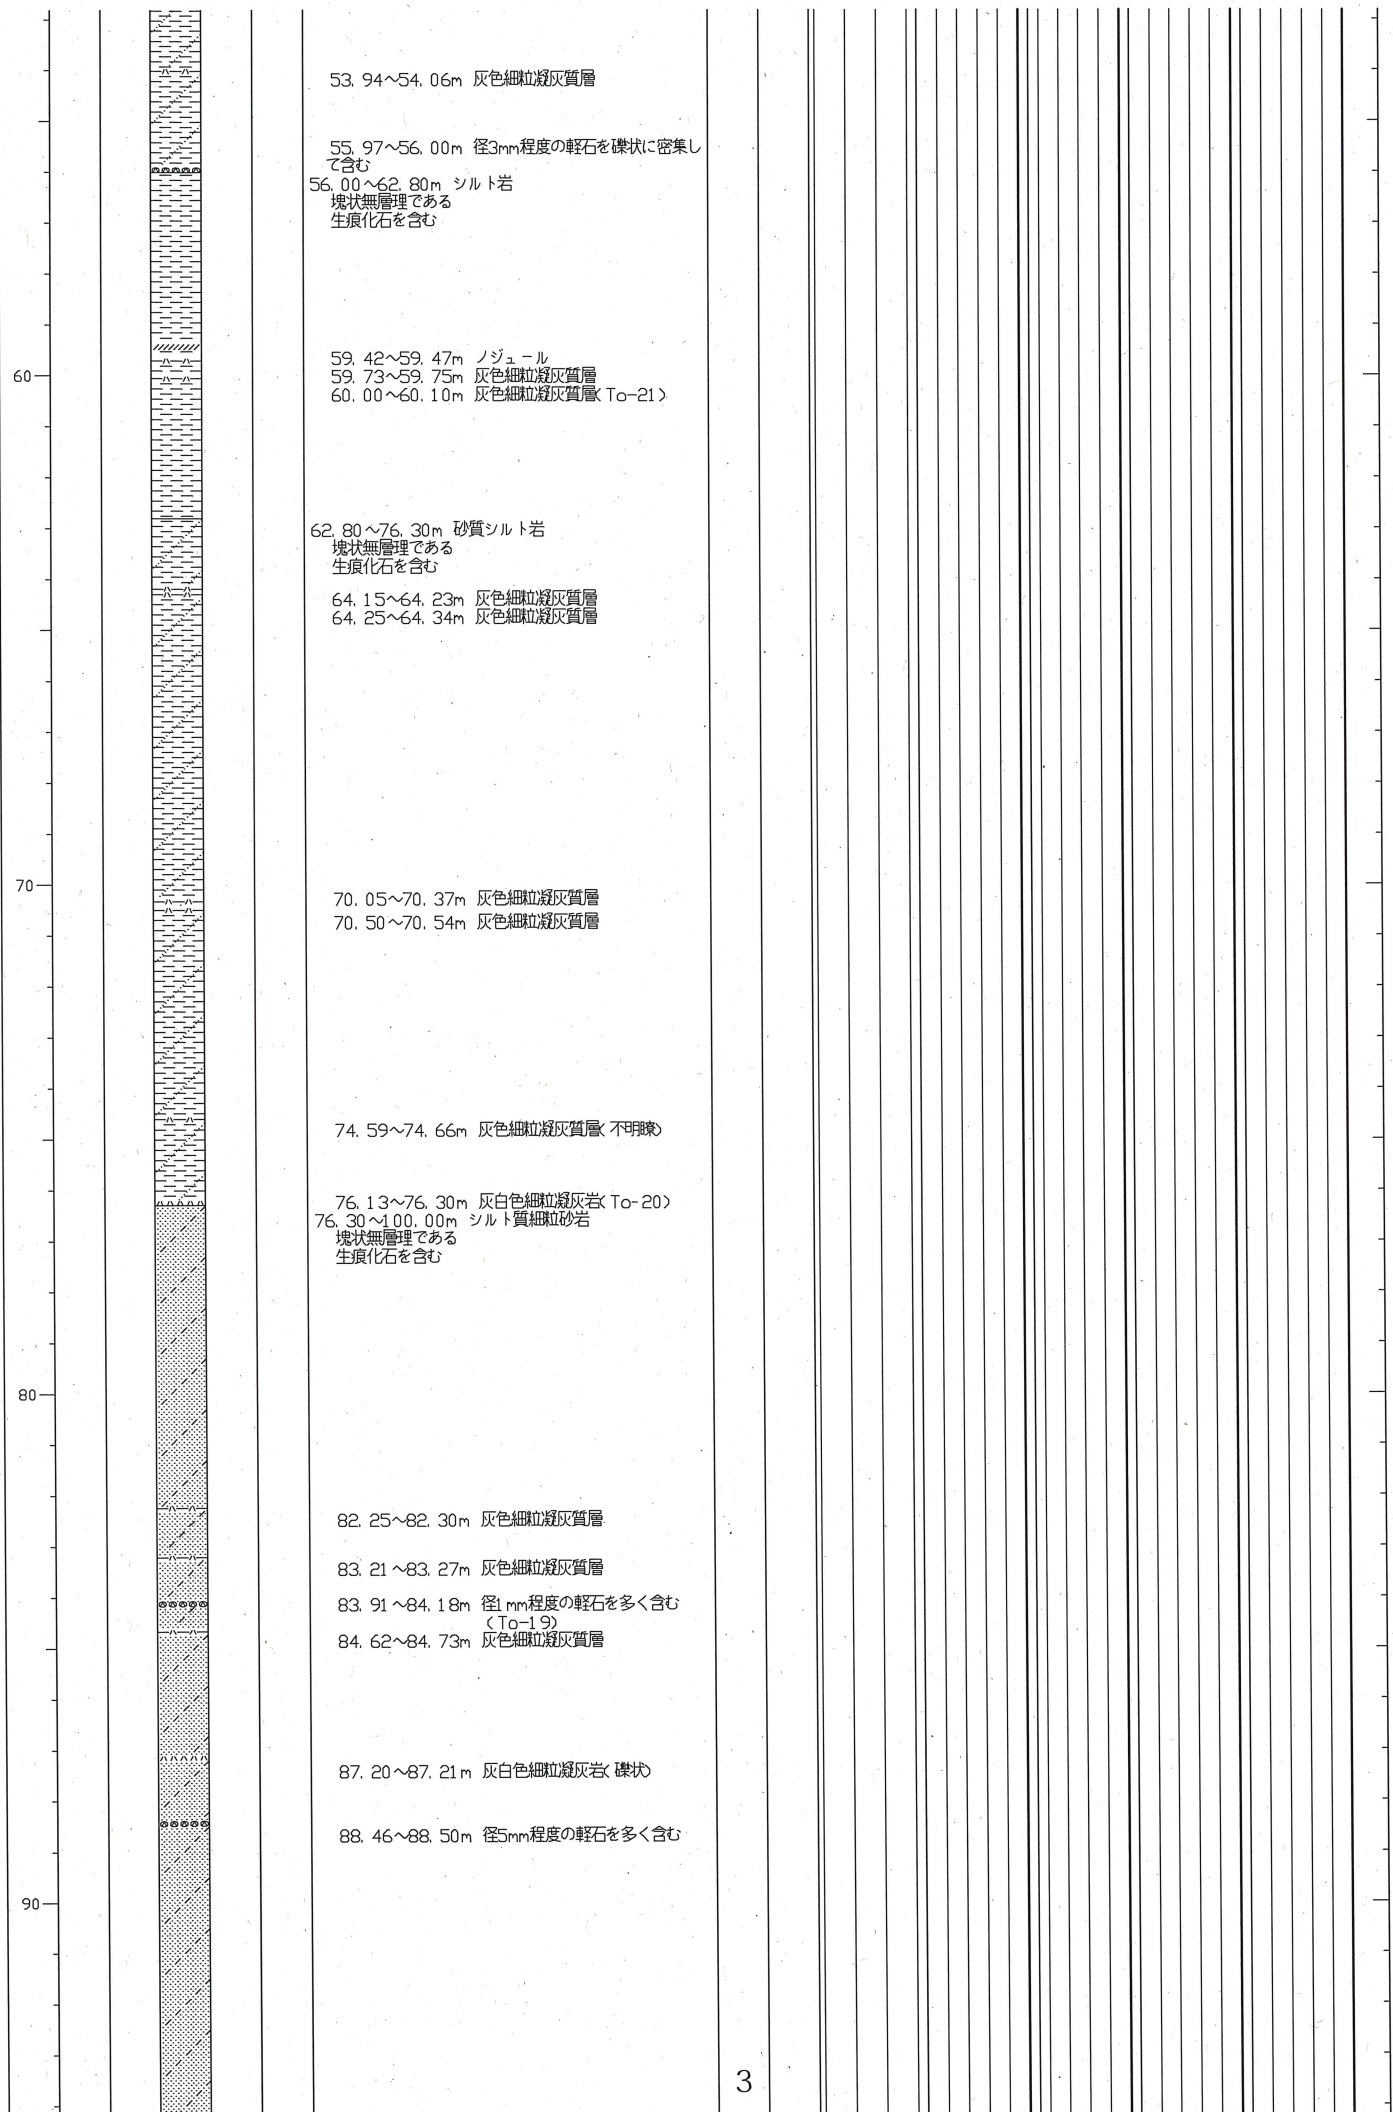 53. 94～54. 06m 灰色細粒凝灰質層
55. 97～56. 00m 径3mm程度の軽石を礫状に密集し
て含む
56. 00～62. 80m シルト岩
塊状無層理である
生痕化石を含む
59. 42～59. 47m ノジュール
60
59. 73～59. 75m 灰色細粒凝灰質層
60. 00～60. 10m 灰色細粒凝灰質層(To-21)
62. 80～76. 30m 砂質シルト岩
塊状無層理である
生痕化石を含む
64. 15～64. 23m 灰色細粒凝灰質層
64. 25～64. 34m 灰色細粒凝灰質層
70
70. 05～70. 37m 灰色細粒凝灰質層
70. 50～70. 54m 灰色細粒凝灰質層
74. 59～74. 66m 灰色細粒凝灰質層(不明瞭)
76. 13～76. 30m 灰白色細粒凝灰岩(To-20)
76. 30～100. 00m シルト質細粒砂岩
塊状無層理である
生痕化石を含む
80
82. 25～82. 30m 灰色細粒凝灰質層
83. 21～83. 27m 灰色細粒凝灰質層
83. 91～84. 18m 径1mm程度の軽石を多く含む
(To-19)
84. 62～84. 73m 灰色細粒凝灰質層
87. 20～87. 21m 灰白色細粒凝灰岩(礫状)
88. 46～88. 50m 径5mm程度の軽石を多く含む
90
3